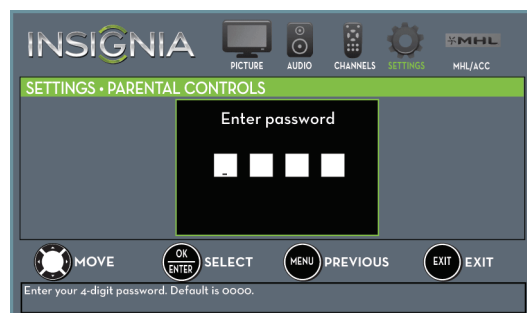 INSIGNIA
PICTURE AUDIO CHANNELS SETTINGS MHL/ACC
MHL
SETTINGS • PARENTAL CONTROLS
Enter password
MOVE OK ENTER SELECT MENU PREVIOUS EXIT EXIT
Enter your 4-digit password. Default is 0000.